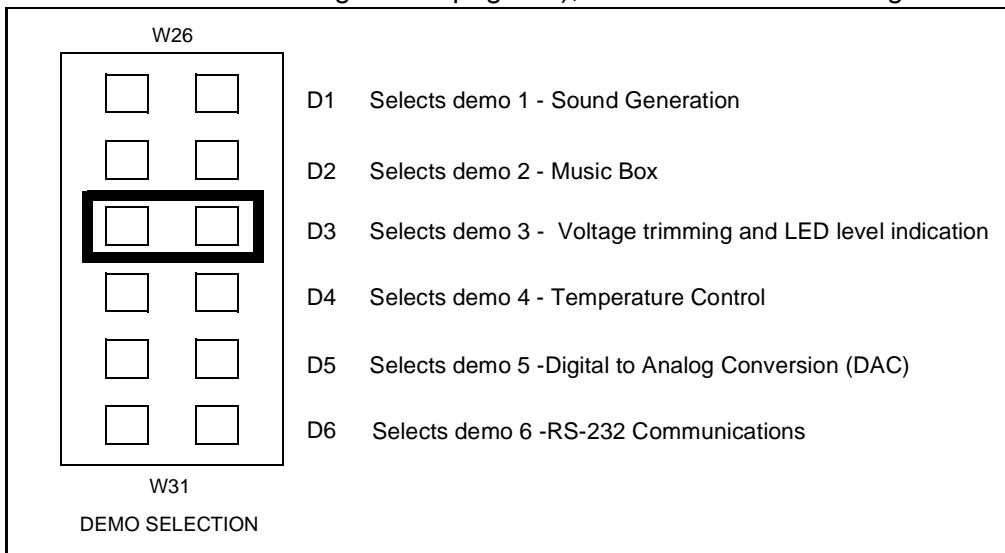 W26
D1 Selects demo 1 - Sound Generation
D2 Selects demo 2 - Music Box
D3 Selects demo 3 - Voltage trimming and LED level indication
D4 Selects demo 4 - Temperature Control
D5 Selects demo 5 -Digital to Analog Conversion (DAC)
D6 Selects demo 6 -RS-232 Communications
W31
DEMO SELECTION